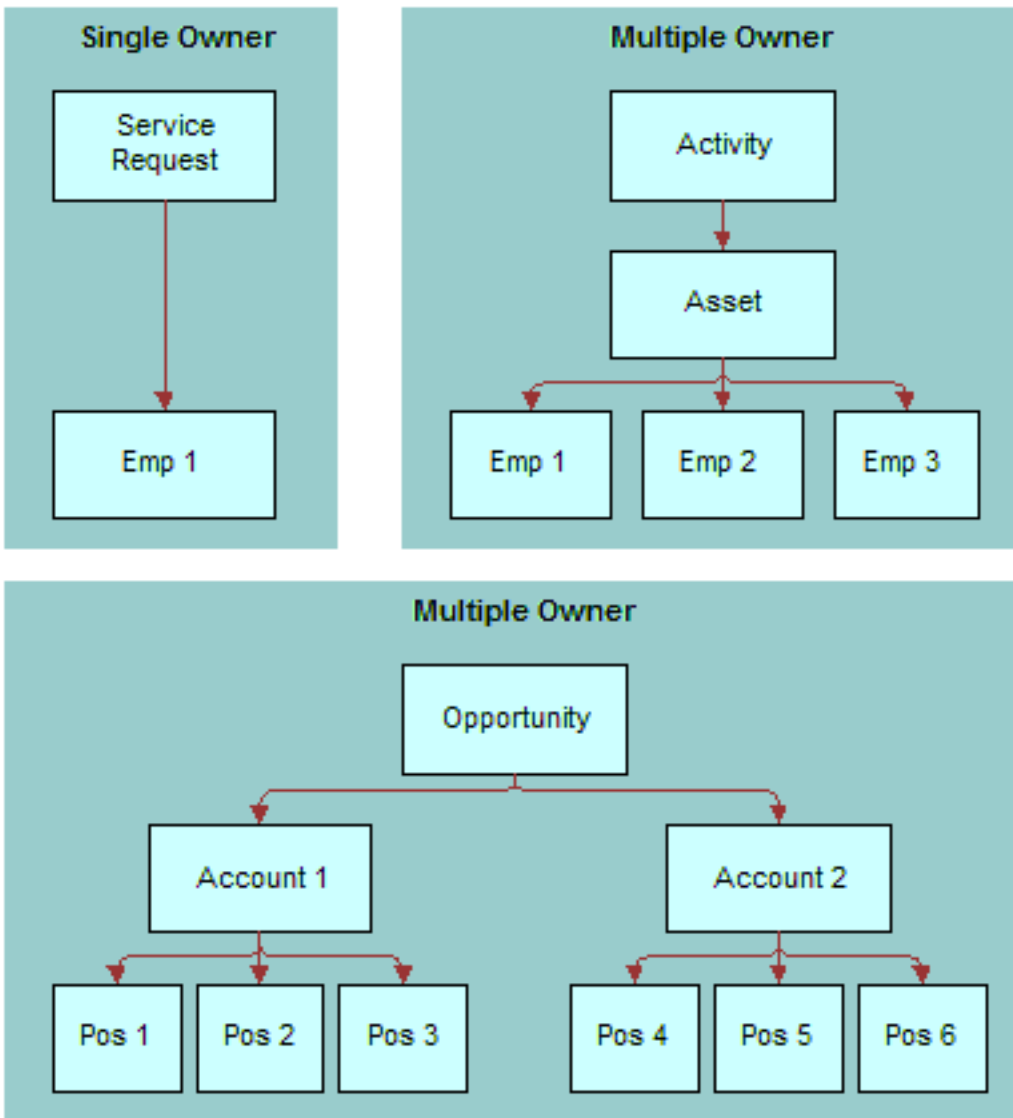 Single Owner
Service
Request
Emp 1
Multiple Owner
Activity
Asset
Emp 1
Emp 2
Emp 3
Multiple Owner
Opportunity
Account 1
Account 2
Pos 1
Pos 2
Pos 3
Pos 4
Pos 5
Pos 6